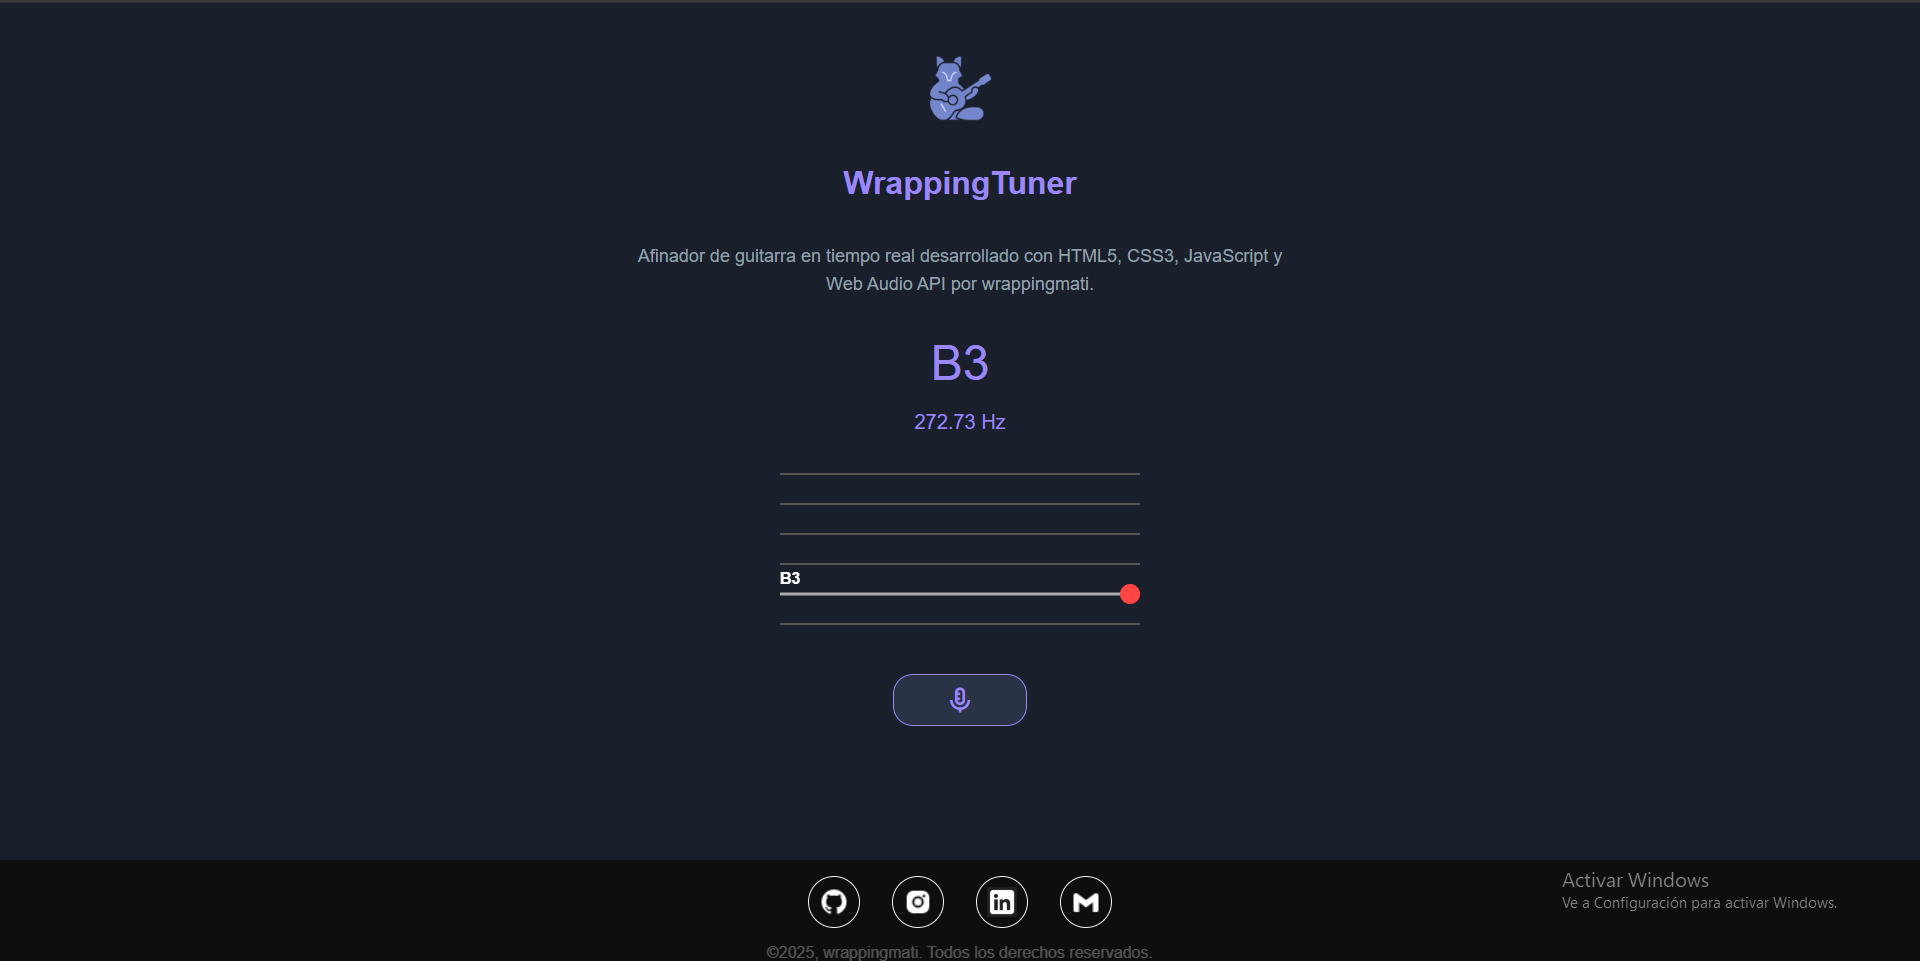 WrappingTuner
Afinador de guitarra en tiempo real desarrollado con HTML5, CSS3, JavaScript y
Web Audio API por wrappingmati.
B3
272.73 Hz
B3
Activar Windows
Ve a Configuración para activar Windows.
©2025, wrappingmati. Todos los derechos reservados.